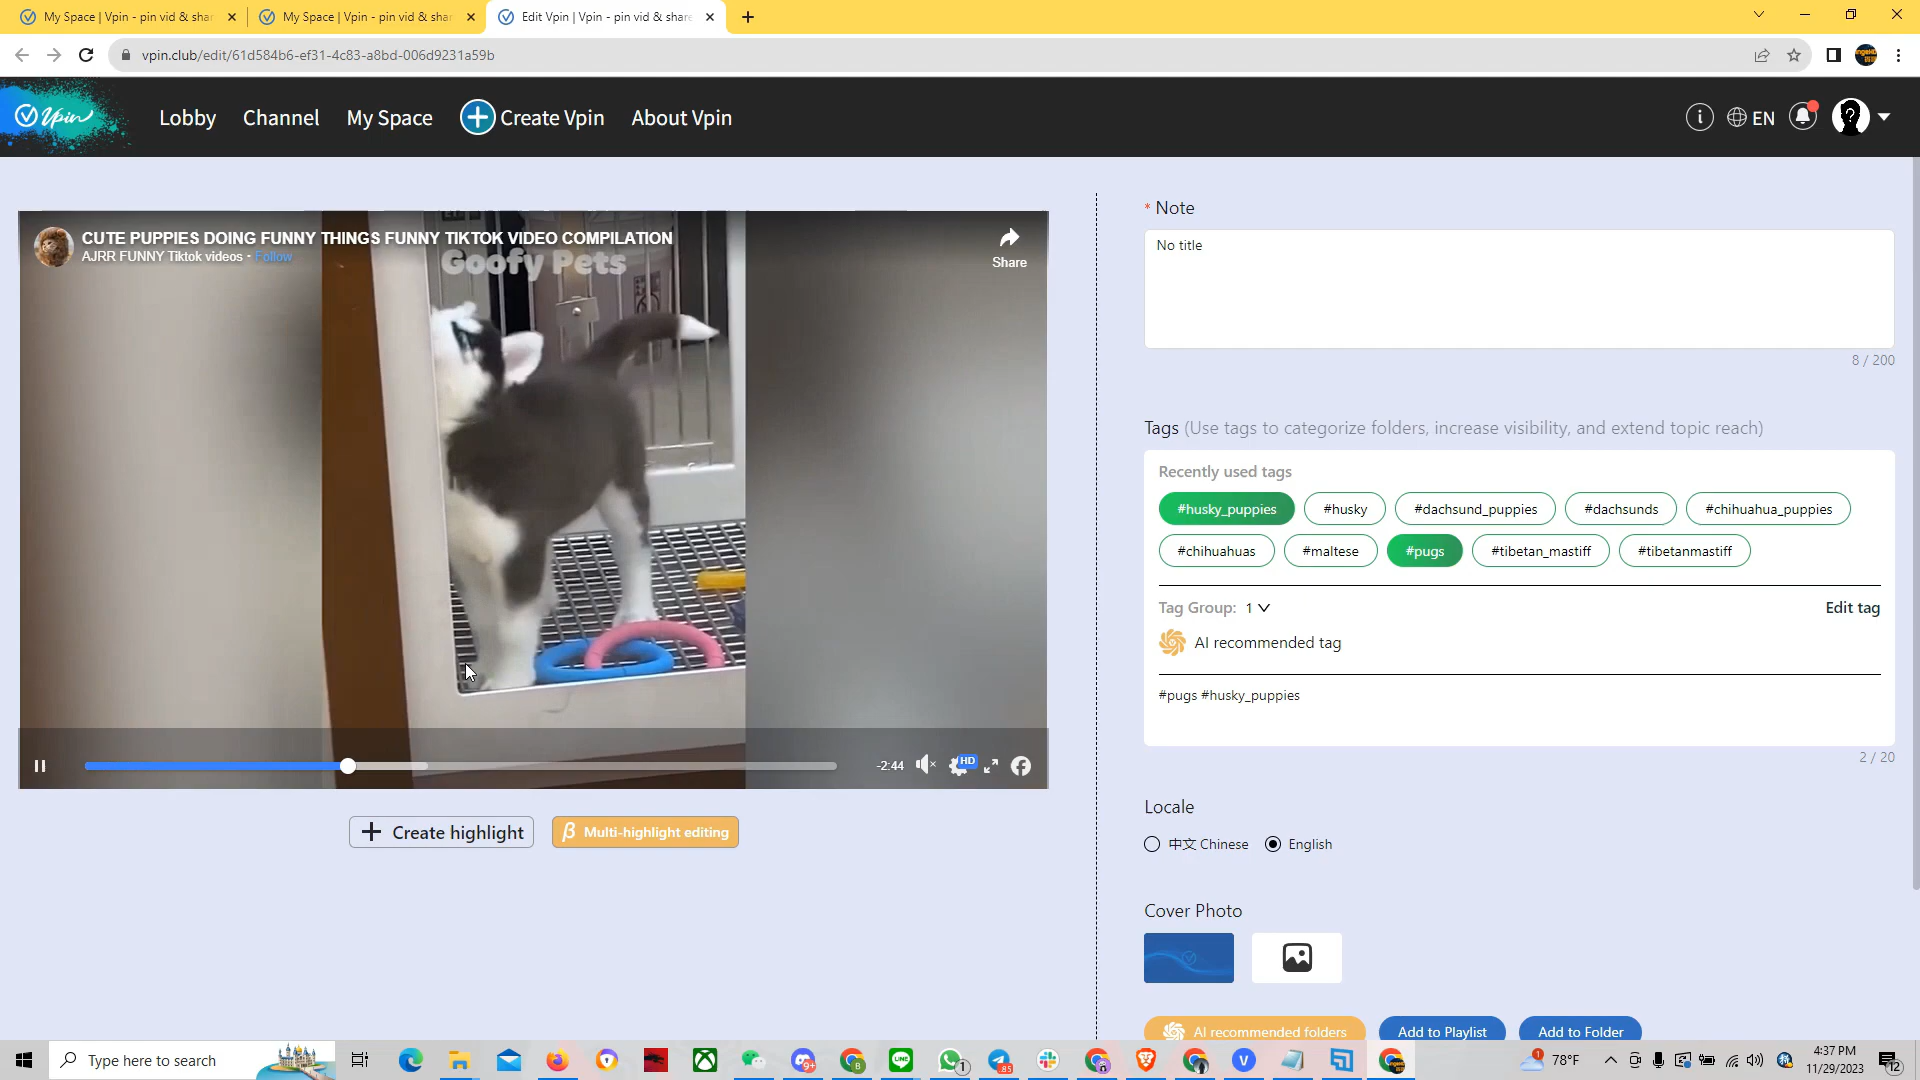 My Space | Vpin - pin vid & shar
My Space | Vpin - pin vid & shar
Edit Vpin | Vpin - pin vid & share
vpin.club/edit/61d584b6-ef31-4c83-a8bd-006d9231a59b
Vpin
Lobby
Channel
My Space
Create Vpin
About Vpin
EN
CUTE PUPPIES DOING FUNNY THINGS FUNNY TIKTOK VIDEO COMPILATION
AJRR FUNNY Tiktok videos · Follow
Goofy Pets
Share
-2:44
HD
Create highlight
β Multi-highlight editing
* Note
No title
8 / 200
Tags (Use tags to categorize folders, increase visibility, and extend topic reach)
Recently used tags
#husky_puppies
#husky
#dachsund_puppies
#dachsunds
#chihuahua_puppies
#chihuahuas
#maltese
#pugs
#tibetan_mastiff
#tibetanmastiff
Tag Group: 1
Edit tag
AI recommended tag
#pugs #husky_puppies
2 / 20
Locale
中文 Chinese
English
Cover Photo
AI recommended folders
Add to Playlist
Add to Folder
Type here to search
78°F
4:37 PM
11/29/2023
12